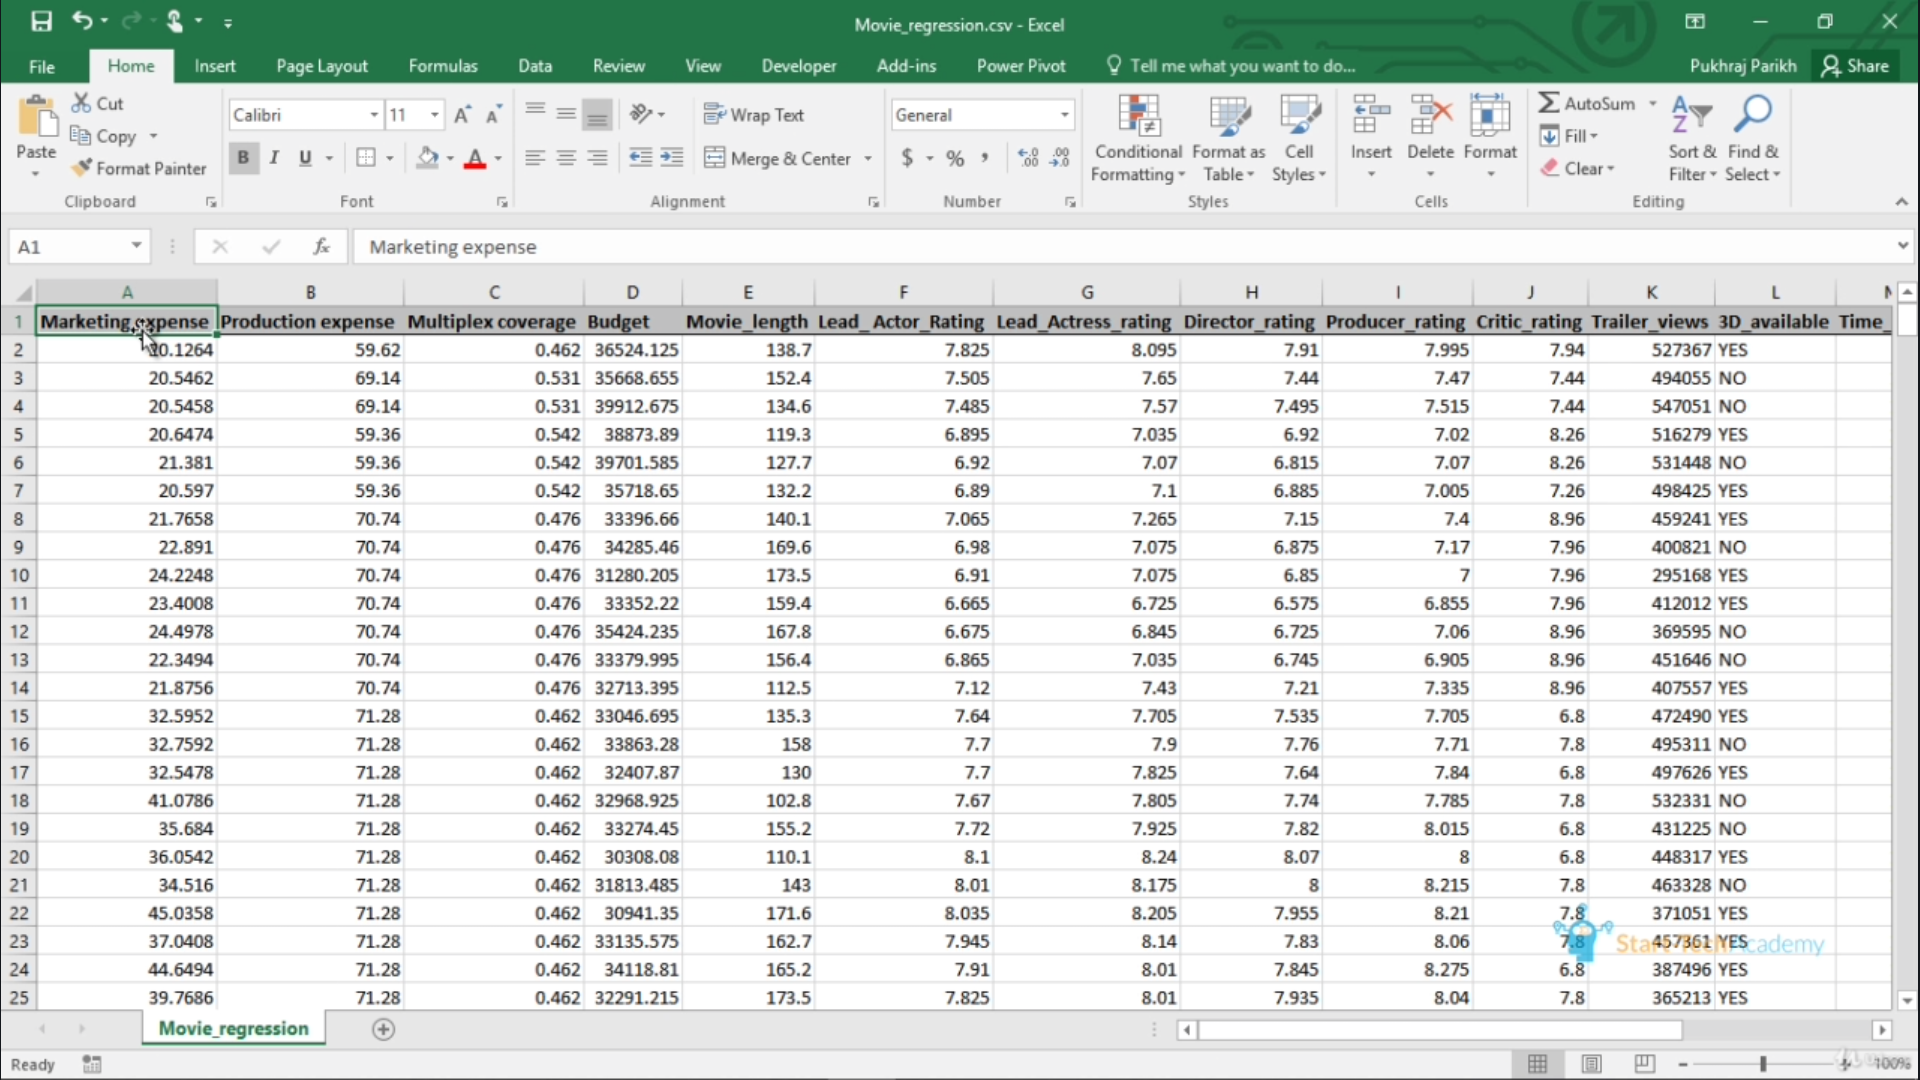 Movie_regression.csv - Excel
File Home Insert Page Layout Formulas Data Review View Developer Add-ins Power Pivot Tell me what you want to do... Pukhraj Parikh Share
Paste Cut Copy Format Painter Clipboard
Calibri 11 B I U A Font
Wrap Text Merge & Center Alignment
General $ % , Number
Conditional Formatting Format as Table Cell Styles Styles
Insert Delete Format Cells
AutoSum Fill Clear Sort & Filter Find & Select Editing
A1 fx Marketing expense
A B C D E F G H I J K L
1 Marketing expense Production expense Multiplex coverage Budget Movie_length Lead_ Actor_Rating Lead_Actress_rating Director_rating Producer_rating Critic_rating Trailer_views 3D_available Time_
2 20.1264 59.62 0.462 36524.125 138.7 7.825 8.095 7.91 7.995 7.94 527367 YES
3 20.5462 69.14 0.531 35668.655 152.4 7.505 7.65 7.44 7.47 7.44 494055 NO
4 20.5458 69.14 0.531 39912.675 134.6 7.485 7.57 7.495 7.515 7.44 547051 NO
5 20.6474 59.36 0.542 38873.89 119.3 6.895 7.035 6.92 7.02 8.26 516279 YES
6 21.381 59.36 0.542 39701.585 127.7 6.92 7.07 6.815 7.07 8.26 531448 NO
7 20.597 59.36 0.542 35718.65 132.2 6.89 7.1 6.885 7.005 7.26 498425 YES
8 21.7658 70.74 0.476 33396.66 140.1 7.065 7.265 7.15 7.4 8.96 459241 YES
9 22.891 70.74 0.476 34285.46 169.6 6.98 7.075 6.875 7.17 7.96 400821 NO
10 24.2248 70.74 0.476 31280.205 173.5 6.91 7.075 6.85 7 7.96 295168 YES
11 23.4008 70.74 0.476 33352.22 159.4 6.665 6.725 6.575 6.855 7.96 412012 YES
12 24.4978 70.74 0.476 35424.235 167.8 6.675 6.845 6.725 7.06 8.96 369595 NO
13 22.3494 70.74 0.476 33379.995 156.4 6.865 7.035 6.745 6.905 8.96 451646 NO
14 21.8756 70.74 0.476 32713.395 112.5 7.12 7.43 7.21 7.335 8.96 407557 YES
15 32.5952 71.28 0.462 33046.695 135.3 7.64 7.705 7.535 7.705 6.8 472490 YES
16 32.7592 71.28 0.462 33863.28 158 7.7 7.9 7.76 7.71 7.8 495311 NO
17 32.5478 71.28 0.462 32407.87 130 7.7 7.825 7.64 7.84 6.8 497626 YES
18 41.0786 71.28 0.462 32968.925 102.8 7.67 7.805 7.74 7.785 7.8 532331 NO
19 35.684 71.28 0.462 33274.45 155.2 7.72 7.925 7.82 8.015 6.8 431225 NO
20 36.0542 71.28 0.462 30308.08 110.1 8.1 8.24 8.07 8 6.8 448317 YES
21 34.516 71.28 0.462 31813.485 143 8.01 8.175 8 8.215 7.8 463328 NO
22 45.0358 71.28 0.462 30941.35 171.6 8.035 8.205 7.955 8.21 7.8 371051 YES
23 37.0408 71.28 0.462 33135.575 162.7 7.945 8.14 7.83 8.06 7.8 457361 YES
Start-Tech Academy
24 44.6494 71.28 0.462 34118.81 165.2 7.91 8.01 7.845 8.275 6.8 387496 YES
25 39.7686 71.28 0.462 32291.215 173.5 7.825 8.01 7.935 8.04 7.8 365213 YES
Movie_regression
Ready 100%